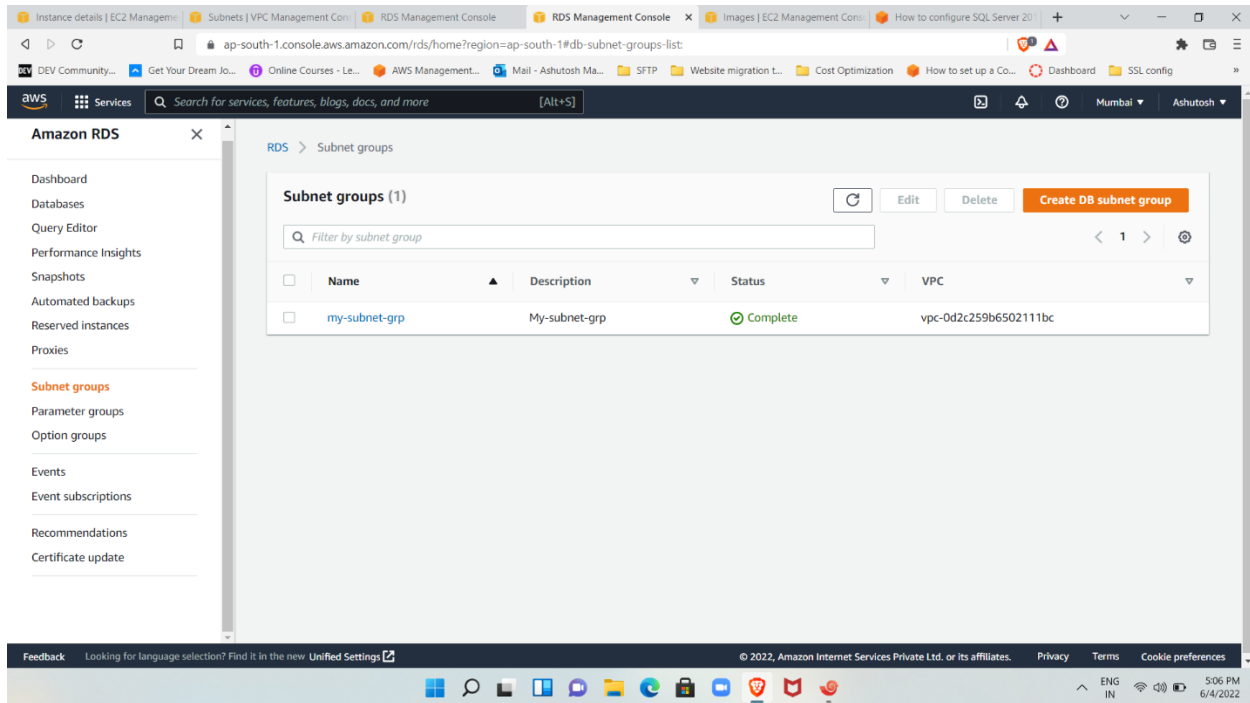 Instance details | EC2 Manageme
Subnets | VPC Management Cons
RDS Management Console
RDS Management Console
Images | EC2 Management Cons
How to configure SQL Server 201
ap-south-1.console.aws.amazon.com/rds/home?region=ap-south-1#db-subnet-groups-list:
DEV DEV Community...
Get Your Dream Jo...
Online Courses - Le...
AWS Management...
Mail - Ashutosh Ma...
SFTP
Website migration t...
Cost Optimization
How to set up a Co...
Dashboard
SSL config
»
aws
Services
Search for services, features, blogs, docs, and more
[Alt+S]
Mumbai
Ashutosh
Amazon RDS
Dashboard
Databases
Query Editor
Performance Insights
Snapshots
Automated backups
Reserved instances
Proxies
Subnet groups
Parameter groups
Option groups
Events
Event subscriptions
Recommendations
Certificate update
RDS > Subnet groups
Subnet groups (1)
Edit
Delete
Create DB subnet group
Filter by subnet group
< 1 >
Name Description Status VPC
my-subnet-grp My-subnet-grp Complete vpc-0d2c259b6502111bc
Feedback Looking for language selection? Find it in the new Unified Settings
© 2022, Amazon Internet Services Private Ltd. or its affiliates. Privacy Terms Cookie preferences
ENG
IN
5:06 PM
6/4/2022